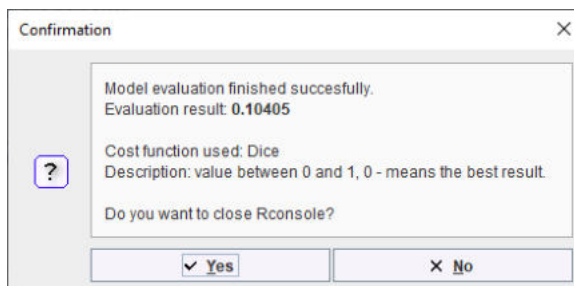 Confirmation
Model evaluation finished succesfully.
Evaluation result: 0.10405
Cost function used: Dice
Description: value between 0 and 1, 0 - means the best result.
Do you want to close Rconsole?
Yes
No